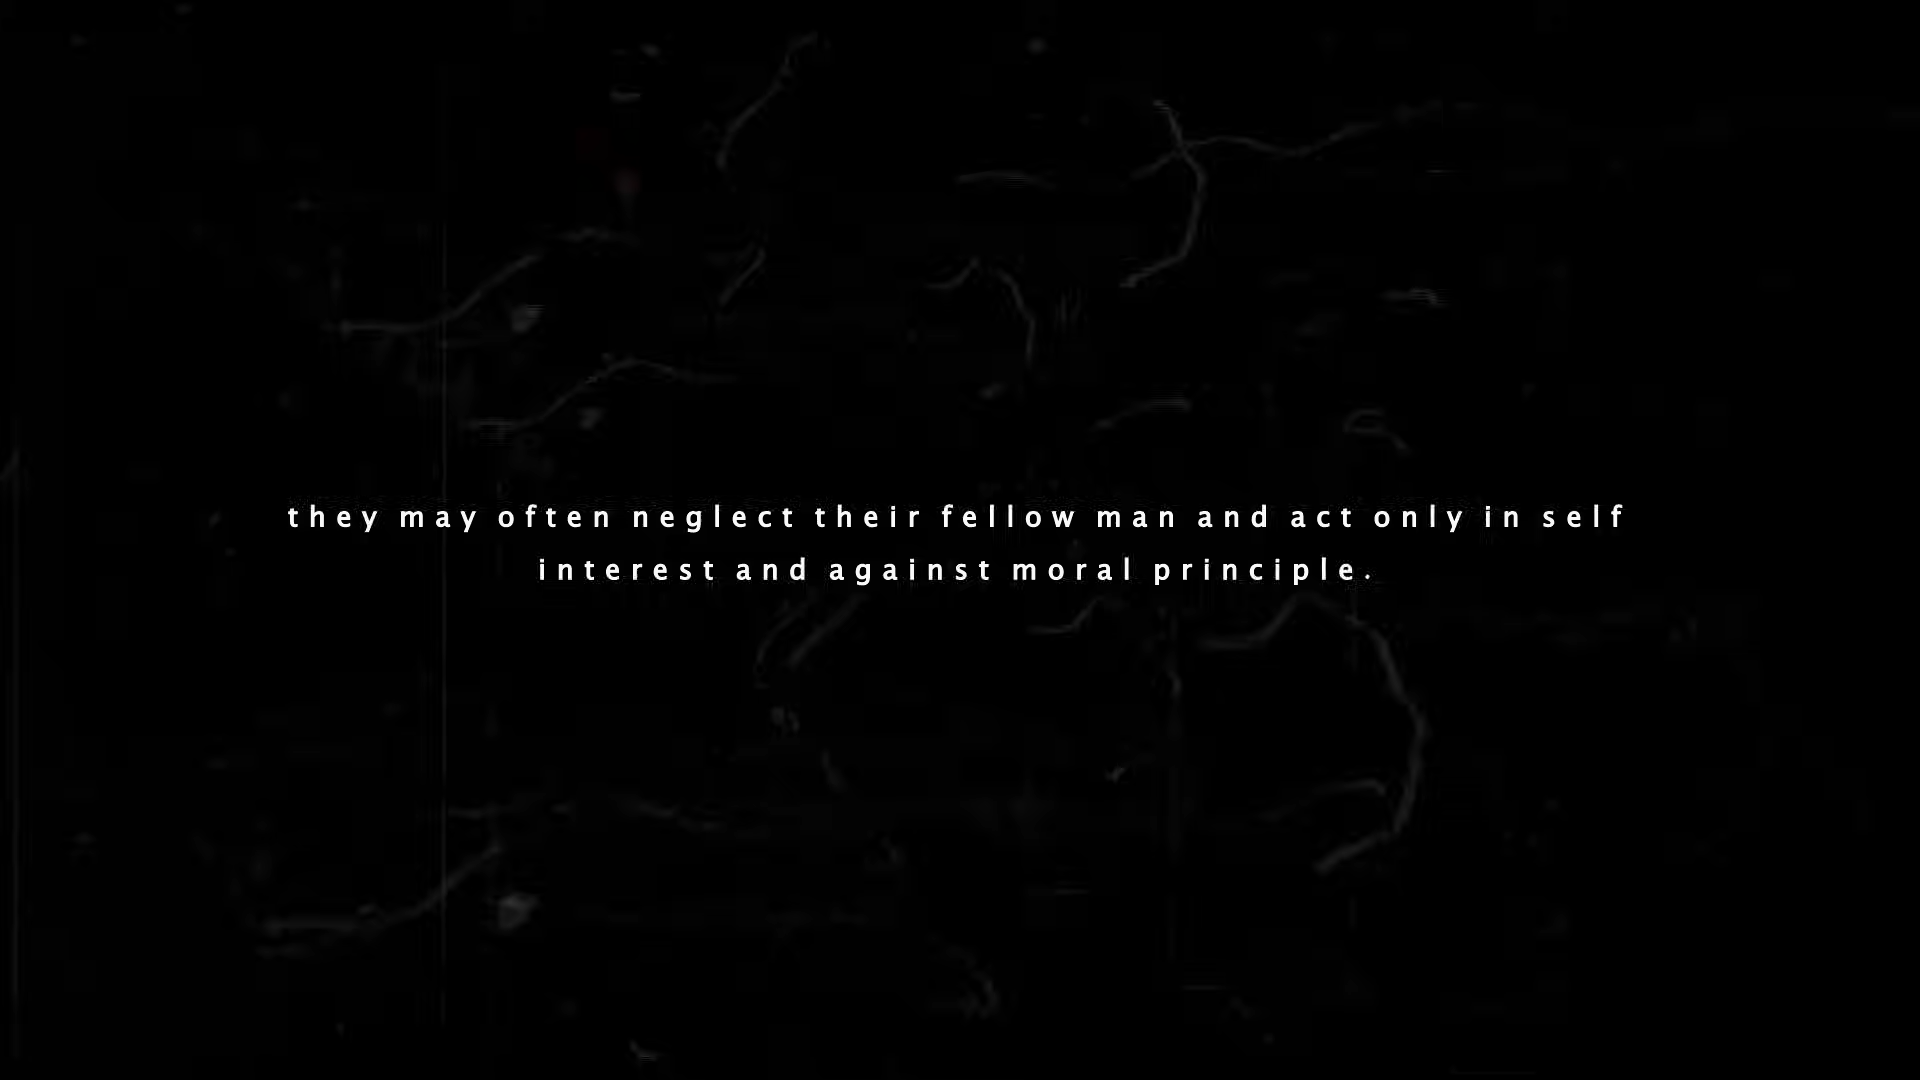 they may often neglect their fellow man and act only in self
interest and against moral principle.